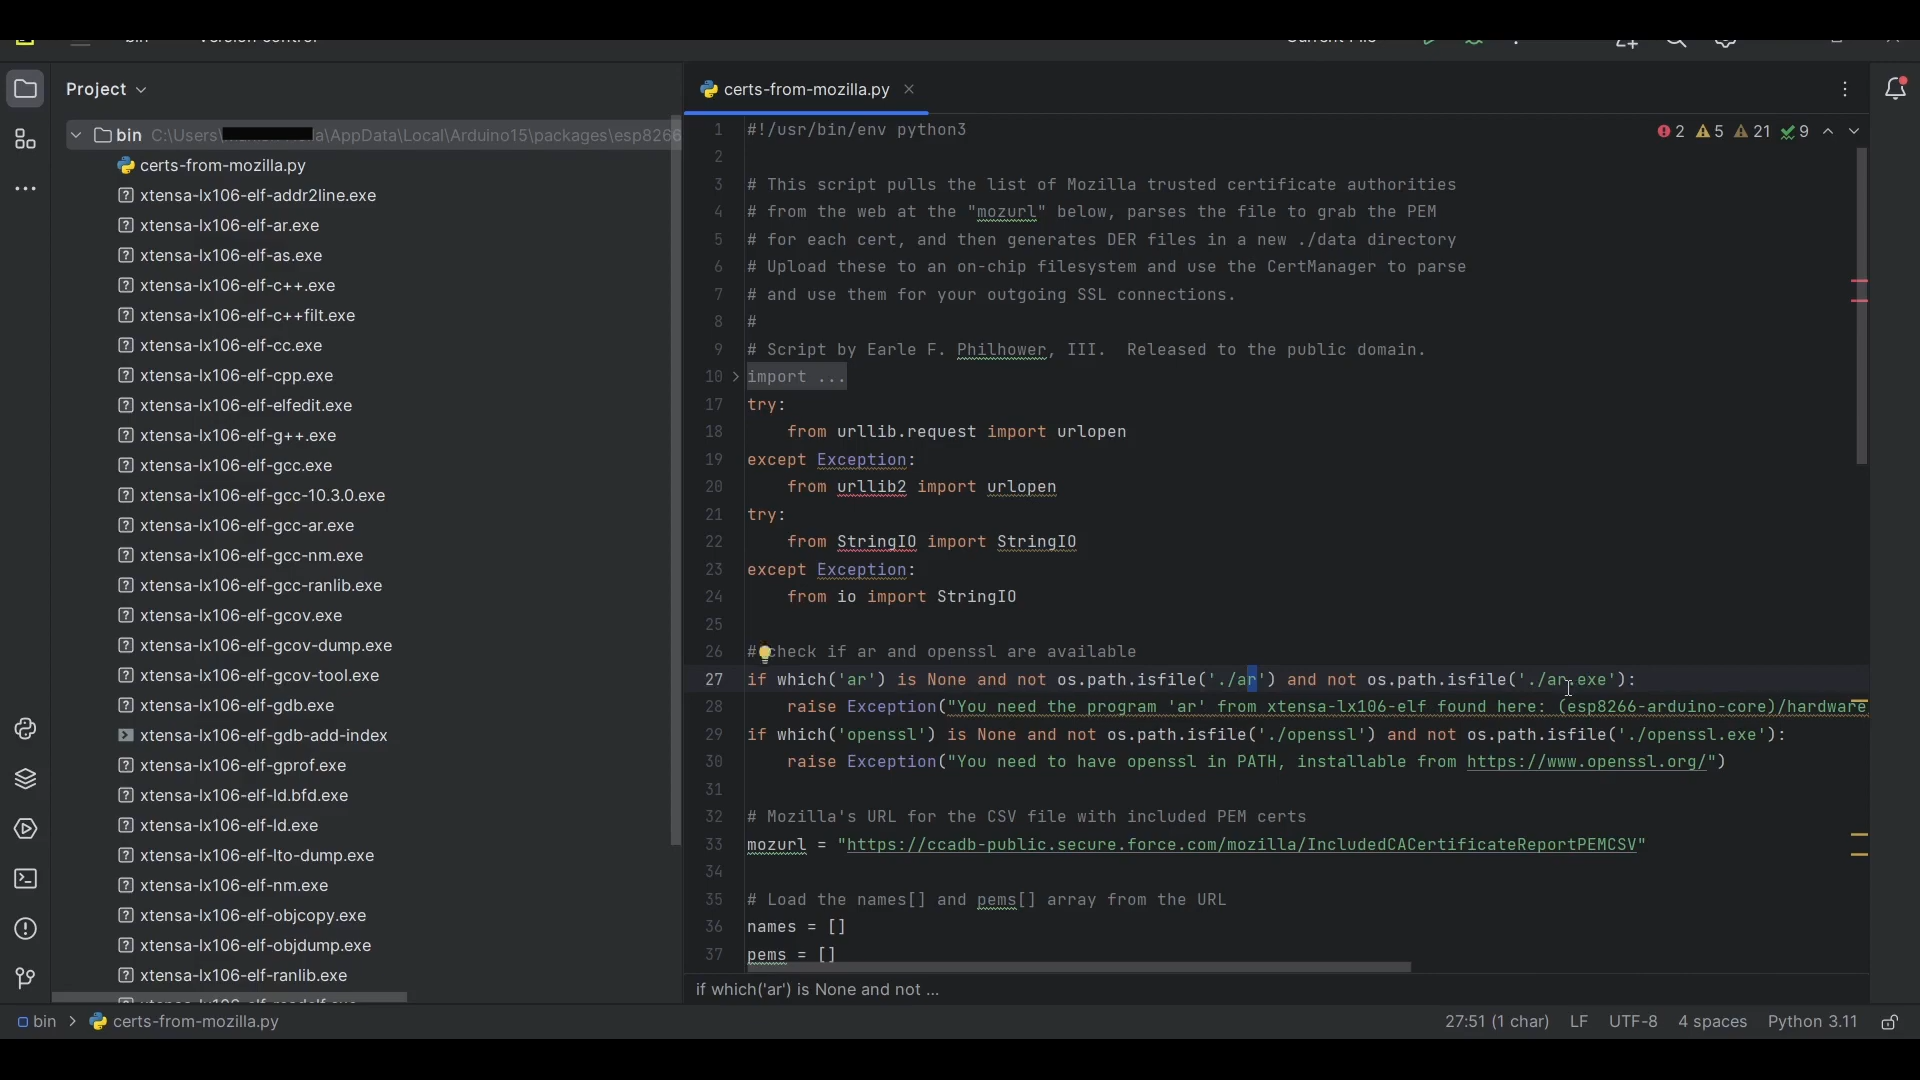 Project
bin C:\Users\ a\AppData\Local\Arduino15\packages\esp8266
certs-from-mozilla.py
xtensa-lx106-elf-addr2line.exe
xtensa-lx106-elf-ar.exe
xtensa-lx106-elf-as.exe
xtensa-lx106-elf-c++.exe
xtensa-lx106-elf-c++filt.exe
xtensa-lx106-elf-cc.exe
xtensa-lx106-elf-cpp.exe
xtensa-lx106-elf-elfedit.exe
xtensa-lx106-elf-g++.exe
xtensa-lx106-elf-gcc.exe
xtensa-lx106-elf-gcc-10.3.0.exe
xtensa-lx106-elf-gcc-ar.exe
xtensa-lx106-elf-gcc-nm.exe
xtensa-lx106-elf-gcc-ranlib.exe
xtensa-lx106-elf-gcov.exe
xtensa-lx106-elf-gcov-dump.exe
xtensa-lx106-elf-gcov-tool.exe
xtensa-lx106-elf-gdb.exe
xtensa-lx106-elf-gdb-add-index
xtensa-lx106-elf-gprof.exe
xtensa-lx106-elf-ld.bfd.exe
xtensa-lx106-elf-ld.exe
xtensa-lx106-elf-lto-dump.exe
xtensa-lx106-elf-nm.exe
xtensa-lx106-elf-objcopy.exe
xtensa-lx106-elf-objdump.exe
xtensa-lx106-elf-ranlib.exe
certs-from-mozilla.py
2 5 21 9
1 #!/usr/bin/env python3
2
3 # This script pulls the list of Mozilla trusted certificate authorities
4 # from the web at the "mozurl" below, parses the file to grab the PEM
5 # for each cert, and then generates DER files in a new ./data directory
6 # Upload these to an on-chip filesystem and use the CertManager to parse
7 # and use them for your outgoing SSL connections.
8 #
9 # Script by Earle F. Philhower, III.  Released to the public domain.
10 import ...
17 try:
18     from urllib.request import urlopen
19 except Exception:
20     from urllib2 import urlopen
21 try:
22     from StringIO import StringIO
23 except Exception:
24     from io import StringIO
25
26 #check if ar and openssl are available
27 if which('ar') is None and not os.path.isfile('./ar') and not os.path.isfile('./ar.exe'):
28     raise Exception("You need the program 'ar' from xtensa-lx106-elf found here: (esp8266-arduino-core)/hardware
29 if which('openssl') is None and not os.path.isfile('./openssl') and not os.path.isfile('./openssl.exe'):
30     raise Exception("You need to have openssl in PATH, installable from https://www.openssl.org/")
31
32 # Mozilla's URL for the CSV file with included PEM certs
33 mozurl = "https://ccadb-public.secure.force.com/mozilla/IncludedCACertificateReportPEMCSV"
34
35 # Load the names[] and pems[] array from the URL
36 names = []
37 pems = []
if which('ar') is None and not ...
bin > certs-from-mozilla.py
27:51 (1 char) LF UTF-8 4 spaces Python 3.11